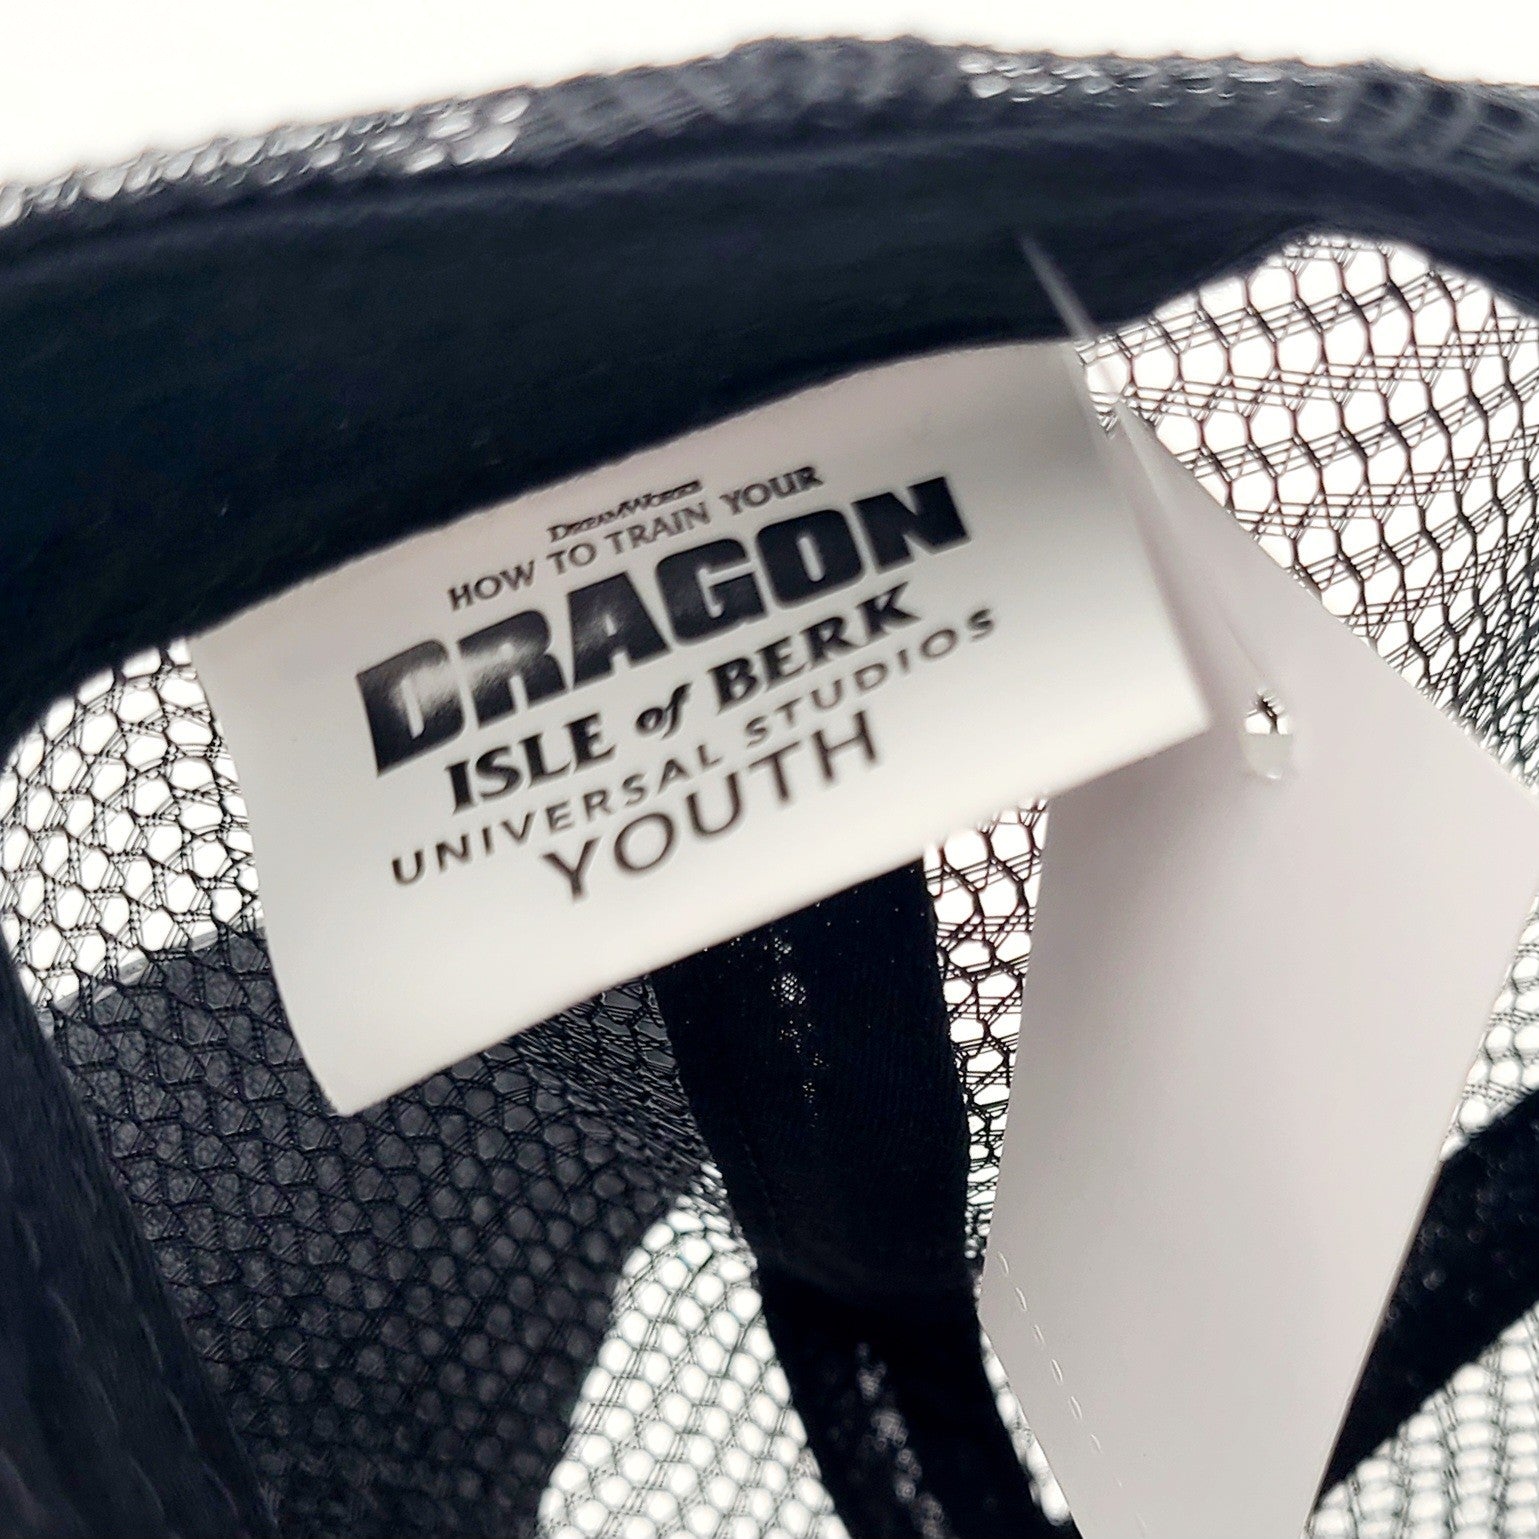 DREAMWORKS
HOW TO TRAIN YOUR
DRAGON
ISLE of BERK
UNIVERSAL STUDIOS
YOUTH